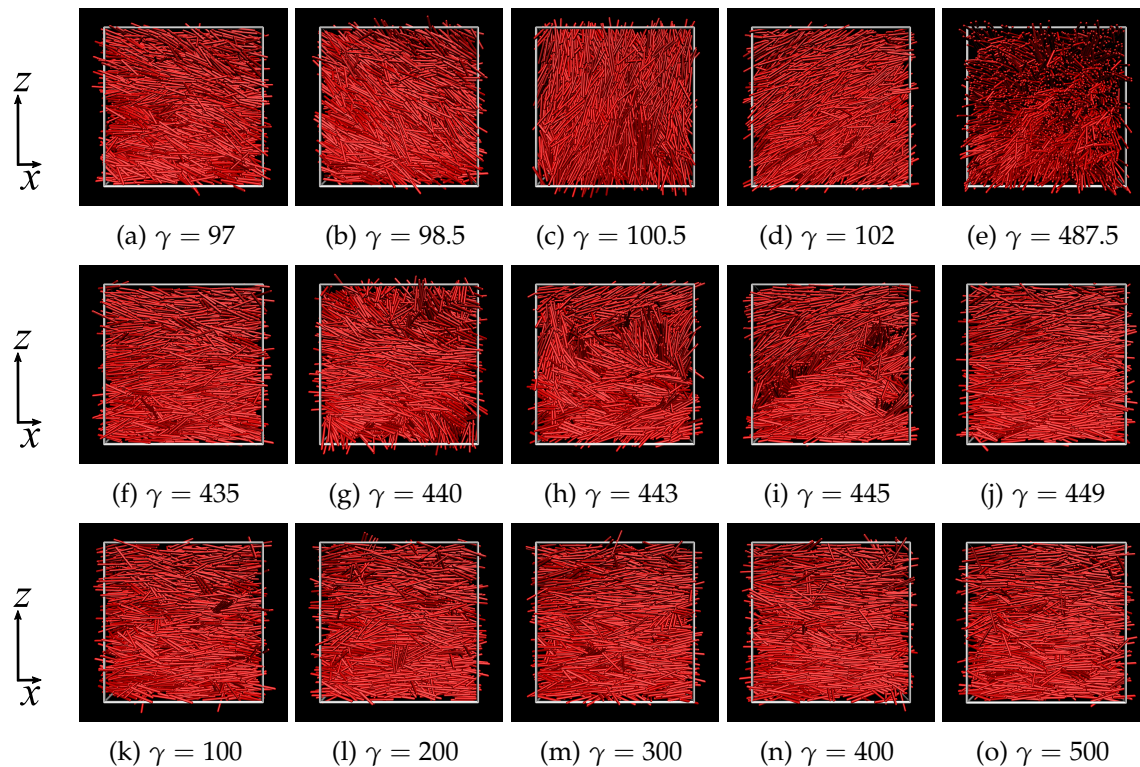 z
x
(a) γ = 97
(b) γ = 98.5
(c) γ = 100.5
(d) γ = 102
(e) γ = 487.5
z
x
(f) γ = 435
(g) γ = 440
(h) γ = 443
(i) γ = 445
(j) γ = 449
z
x
(k) γ = 100
(l) γ = 200
(m) γ = 300
(n) γ = 400
(o) γ = 500